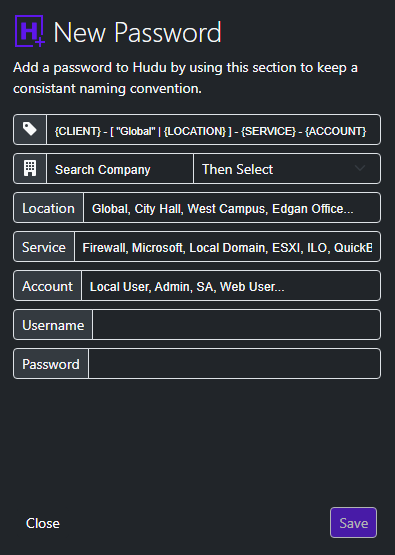 H+ New Password
Add a password to Hudu by using this section to keep a
consistant naming convention.
{CLIENT} - [ "Global" | {LOCATION} ] - {SERVICE} - {ACCOUNT}
Search Company Then Select
Location Global, City Hall, West Campus, Edgan Office...
Service Firewall, Microsoft, Local Domain, ESXI, ILO, QuickB
Account Local User, Admin, SA, Web User...
Username
Password
Close Save